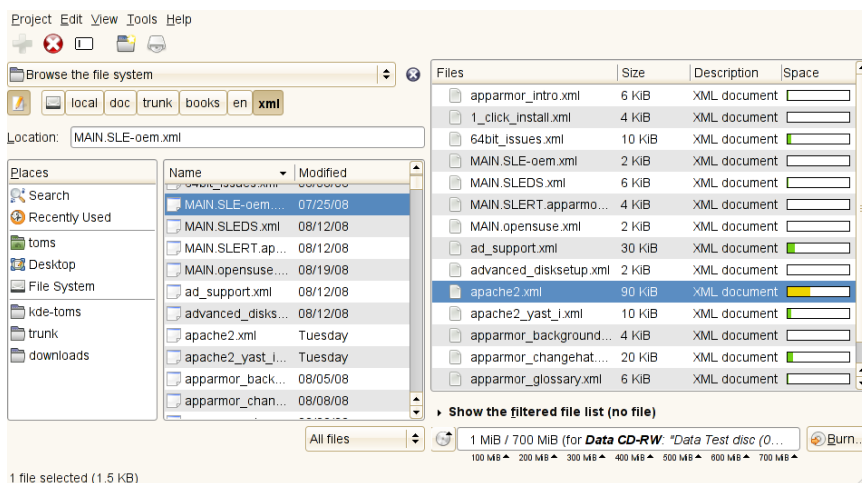 Project Edit View Tools Help
Browse the file system
local doc trunk books en xml
Location: MAIN.SLE-oem.xml
Places
Search
Recently Used
toms
Desktop
File System
kde-toms
trunk
downloads
Name Modified
64bit_issues.xml 08/08/08
MAIN.SLE-oem.... 07/25/08
MAIN.SLEDS.xml 08/12/08
MAIN.SLERT.ap... 08/12/08
MAIN.opensuse.... 08/19/08
ad_support.xml 08/12/08
advanced_disks... 08/12/08
apache2.xml Tuesday
apache2_yast_i... Tuesday
apparmor_back... 08/05/08
apparmor_chan... 08/08/08
All files
1 file selected (1.5 KB)
Files Size Description Space
apparmor_intro.xml 6 KiB XML document
1_click_install.xml 4 KiB XML document
64bit_issues.xml 10 KiB XML document
MAIN.SLE-oem.xml 2 KiB XML document
MAIN.SLEDS.xml 6 KiB XML document
MAIN.SLERT.apparmo... 4 KiB XML document
MAIN.opensuse.xml 2 KiB XML document
ad_support.xml 30 KiB XML document
advanced_disksetup.xml 2 KiB XML document
apache2.xml 90 KiB XML document
apache2_yast_i.xml 10 KiB XML document
apparmor_background... 4 KiB XML document
apparmor_changehat.... 20 KiB XML document
apparmor_glossary.xml 6 KiB XML document
Show the filtered file list (no file)
1 MiB / 700 MiB (for Data CD-RW: "Data Test disc (0...
Burn...
100 MiB 200 MiB 300 MiB 400 MiB 500 MiB 600 MiB 700 MiB